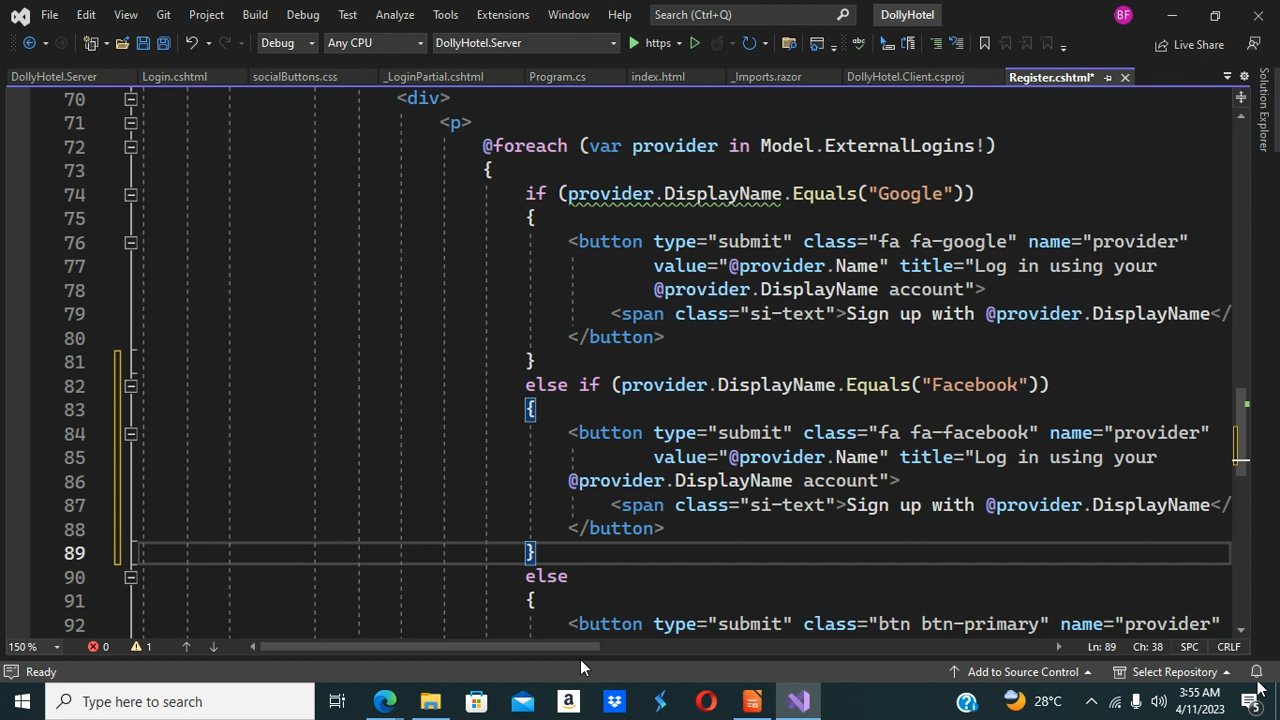 File Edit View Git Project Build Debug Test Analyze Tools Extensions Window Help Search (Ctrl+Q) DollyHotel BF
Debug Any CPU DollyHotel.Server https Live Share
DollyHotel.Server Login.cshtml socialButtons.css _LoginPartial.cshtml Program.cs index.html _Imports.razor DollyHotel.Client.csproj Register.cshtml*
Solution Explorer
70 <div>
71 <p>
72 @foreach (var provider in Model.ExternalLogins!)
73 {
74 if (provider.DisplayName.Equals("Google"))
75 {
76 <button type="submit" class="fa fa-google" name="provider"
77 value="@provider.Name" title="Log in using your
78 @provider.DisplayName account">
79 <span class="si-text">Sign up with @provider.DisplayName</
80 </button>
81 }
82 else if (provider.DisplayName.Equals("Facebook"))
83 {
84 <button type="submit" class="fa fa-facebook" name="provider"
85 value="@provider.Name" title="Log in using your
86 @provider.DisplayName account">
87 <span class="si-text">Sign up with @provider.DisplayName</
88 </button>
89 }
90 else
91 {
92 <button type="submit" class="btn btn-primary" name="provider"
150 % 0 1 Ln: 89 Ch: 38 SPC CRLF
Ready Add to Source Control Select Repository
Type here to search 28°C 3:55 AM
4/11/2023 5